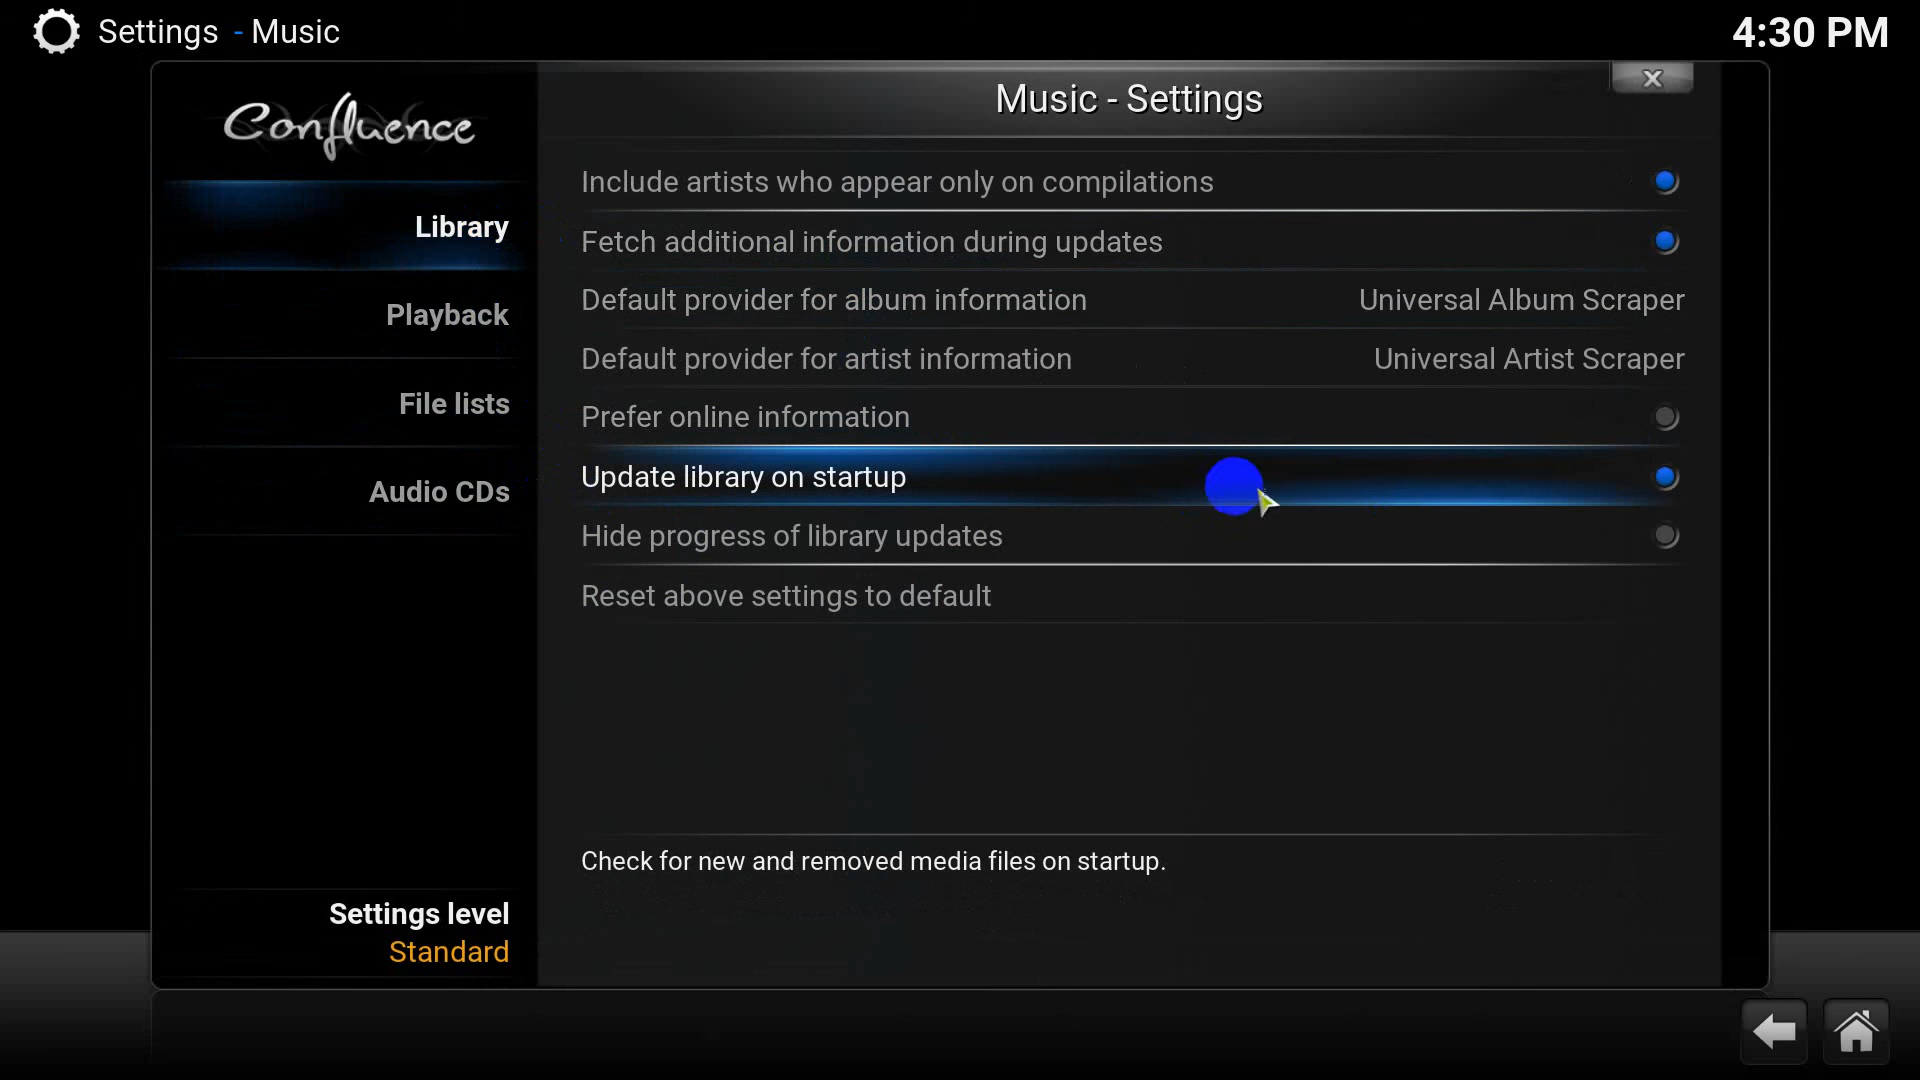 Settings - Music
4:30 PM
Confluence
Music - Settings
X
Library
Playback
File lists
Audio CDs
Include artists who appear only on compilations
Fetch additional information during updates
Default provider for album information Universal Album Scraper
Default provider for artist information Universal Artist Scraper
Prefer online information
Update library on startup
Hide progress of library updates
Reset above settings to default
Check for new and removed media files on startup.
Settings level
Standard